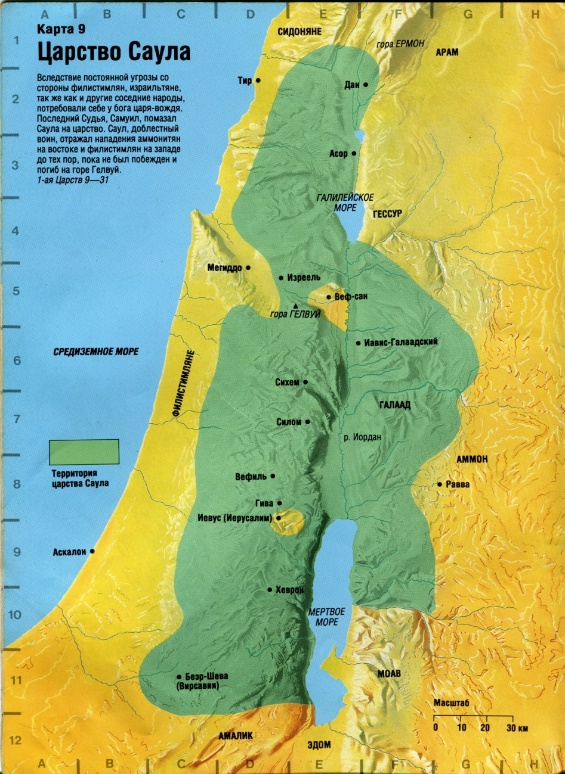 A B C D E F G H
Карта 9
Царство Саула
Вследствие постоянной угрозы со
стороны филистимлян, израильтяне,
так же как и другие соседние народы,
потребовали себе у бога царя-вождя.
Последний Судья, Самуил, помазал
Саула на царство. Саул, доблестный
воин, отражал нападения аммонитян
на востоке и филистимлян на западе
до тех пор, пока не был побежден и
погиб на горе Гелвуй.
1-ая Царств 9—31
1
2
3
4
5
6
7
8
9
10
11
12
СИДОНЯНЕ
гора ЕРМОН
АРАМ
Тир
Дан
Асор
ГАЛИЛЕЙСКОЕ
МОРЕ
ГЕССУР
Мегиддо
Изреель
Веф-сан
гора ГЕЛВУЙ
Иавис-Галаадский
СРЕДИЗЕМНОЕ МОРЕ
ФИЛИСТИМЛЯНЕ
Сихем
ГАЛААД
Силом
р. Иордан
Территория
царства Саула
АММОН
Вефиль
Равва
Гива
Иевус (Иерусалим)
Аскалон
Хеврон
МЕРТВОЕ
МОРЕ
МОАВ
Беэр-Шева
(Вирсавия)
Масштаб
0 10 20 30 км
АМАЛИК
ЭДОМ
A B C D E F G H